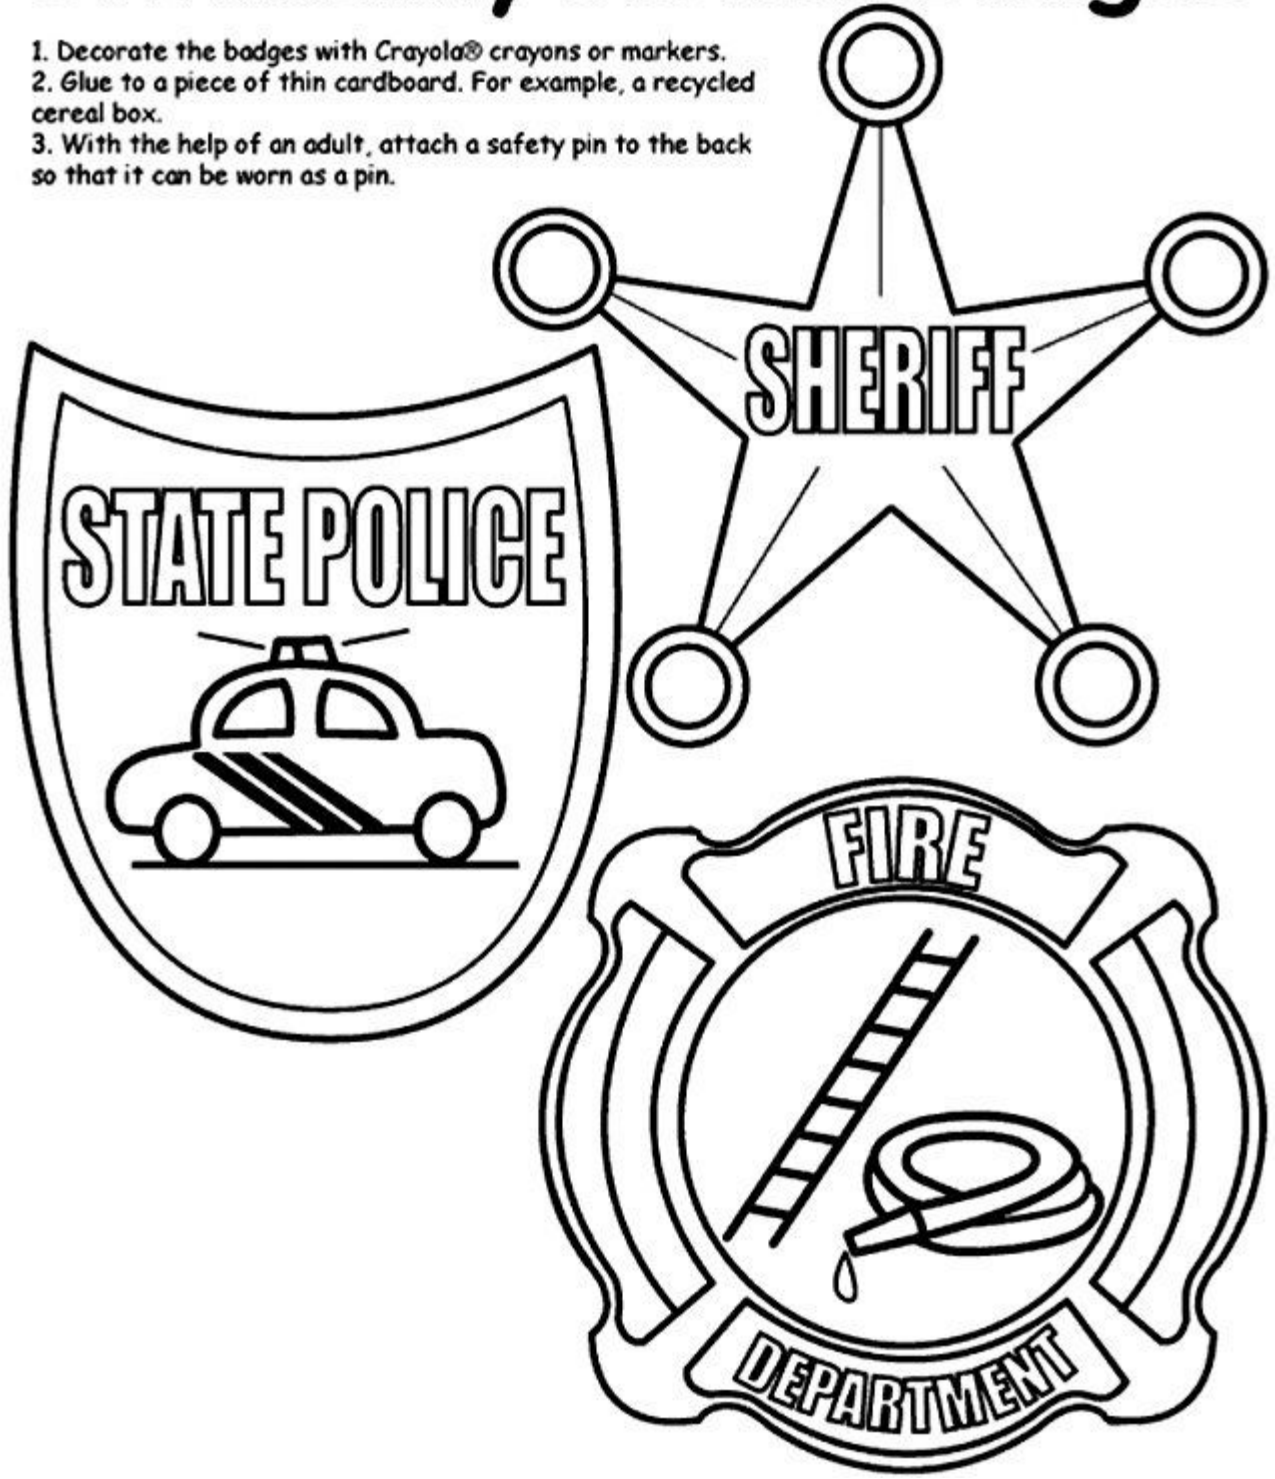 1. Decorate the badges with Crayola® crayons or markers.
2. Glue to a piece of thin cardboard. For example, a recycled
cereal box.
3. With the help of an adult, attach a safety pin to the back
so that it can be worn as a pin.
SHERIFF
STATE POLICE
FIRE
DEPARTMENT